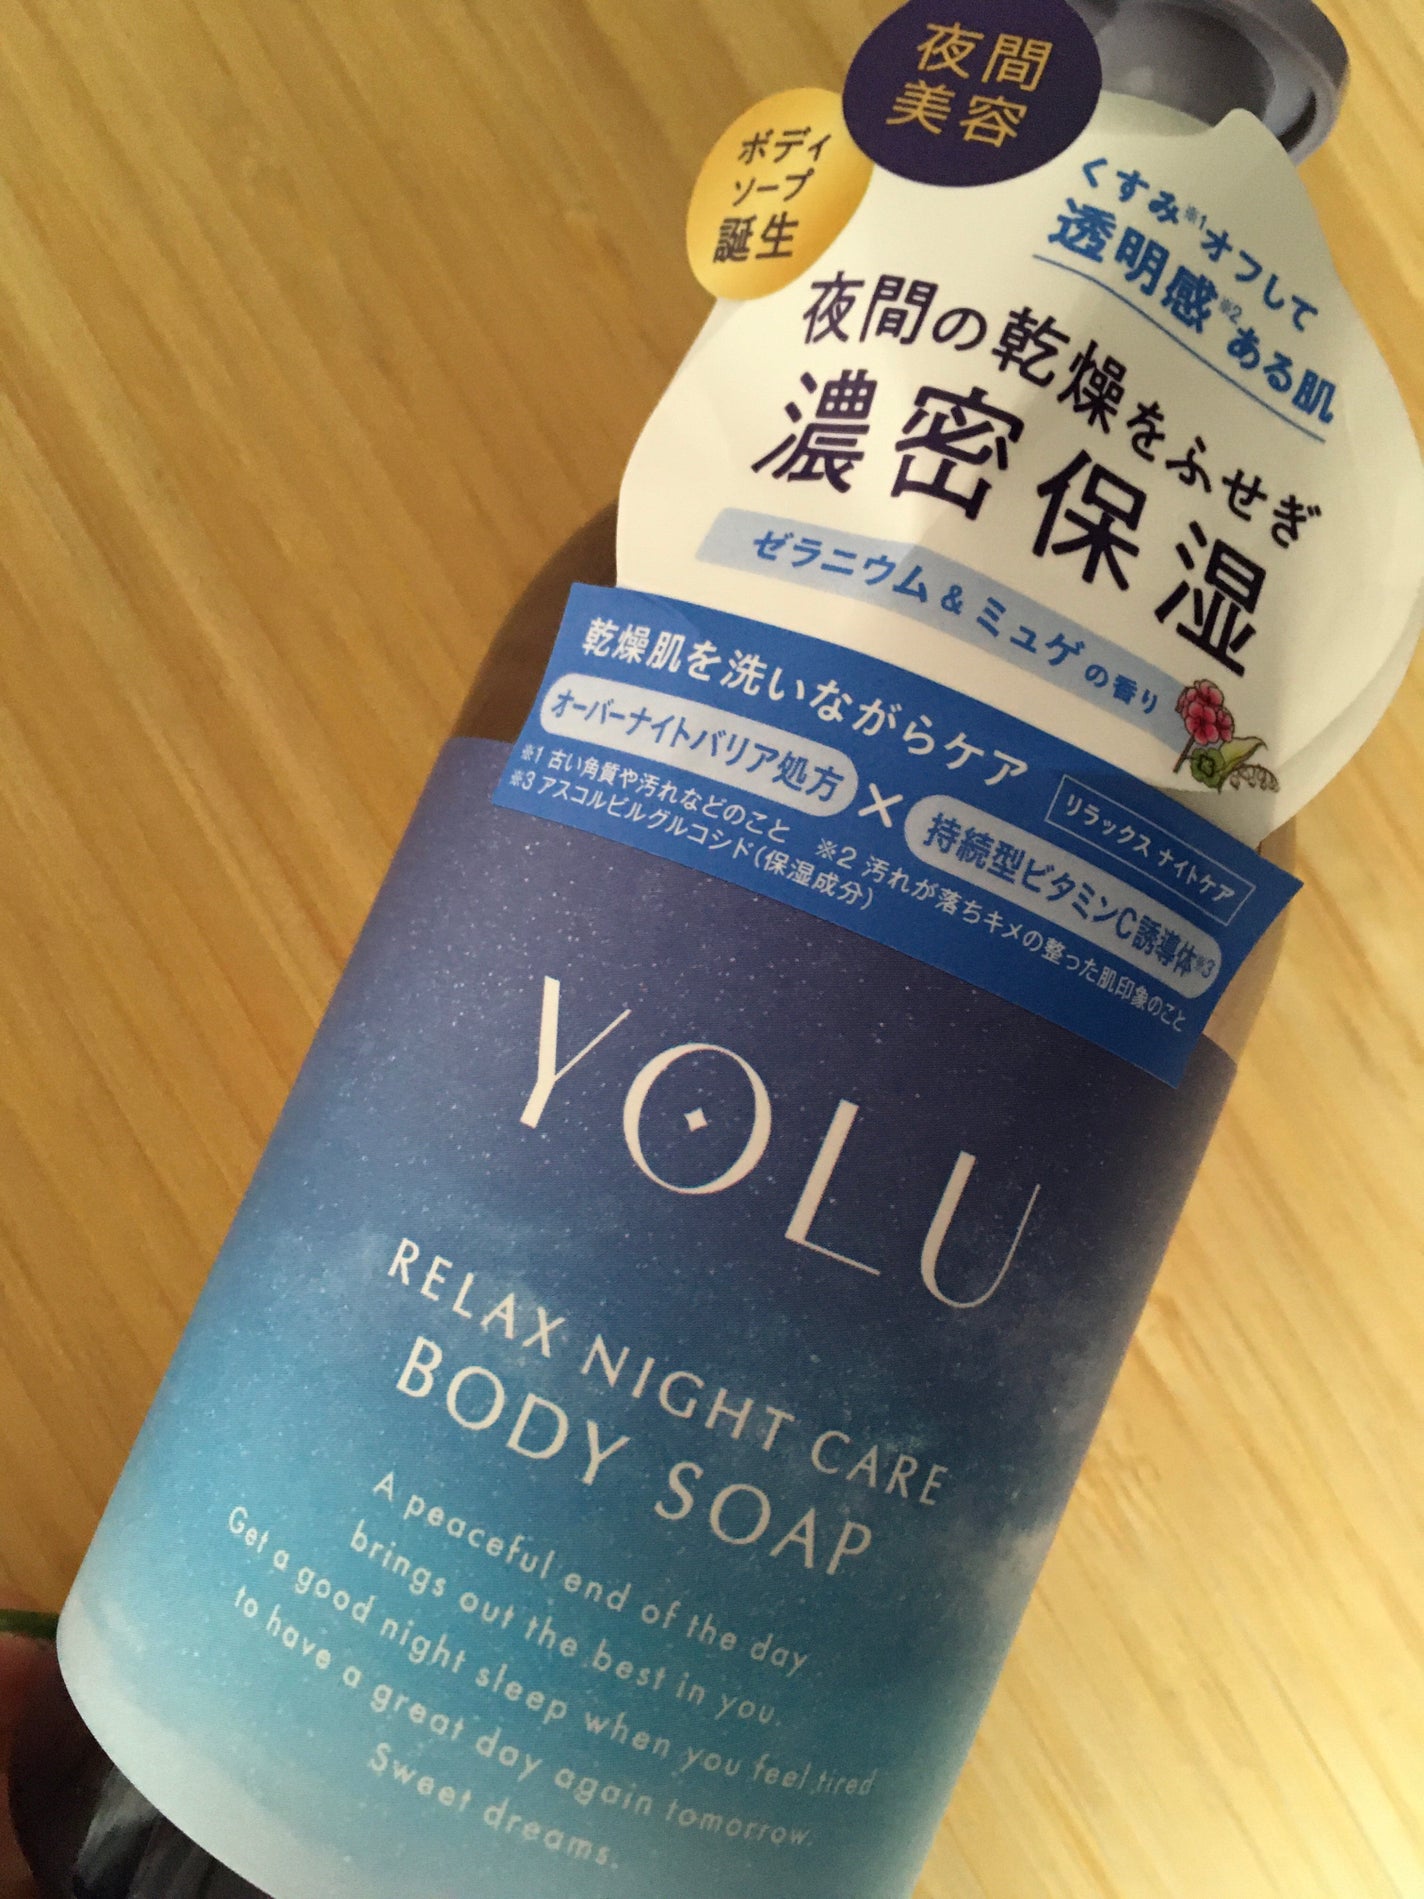 夜間
美容
ボディ
ソープ
誕生
くすみ※1オフして
透明感※2ある肌
夜間の乾燥をふせぎ
濃密保湿
ゼラニウム&ミュゲの香り
乾燥肌を洗いながらケア
リラックス ナイトケア
オーバーナイトバリア処方×持続型ビタミンC誘導体※3
※1 古い角質や汚れなどのこと ※2 汚れが落ちキメの整った肌印象のこと
※3 アスコルビルグルコシド(保湿成分)
YOLU
RELAX NIGHT CARE
BODY SOAP
A peaceful end of the day
brings out the best in you.
Get a good night sleep when you feel tired
to have a great day again tomorrow.
Sweet dreams.